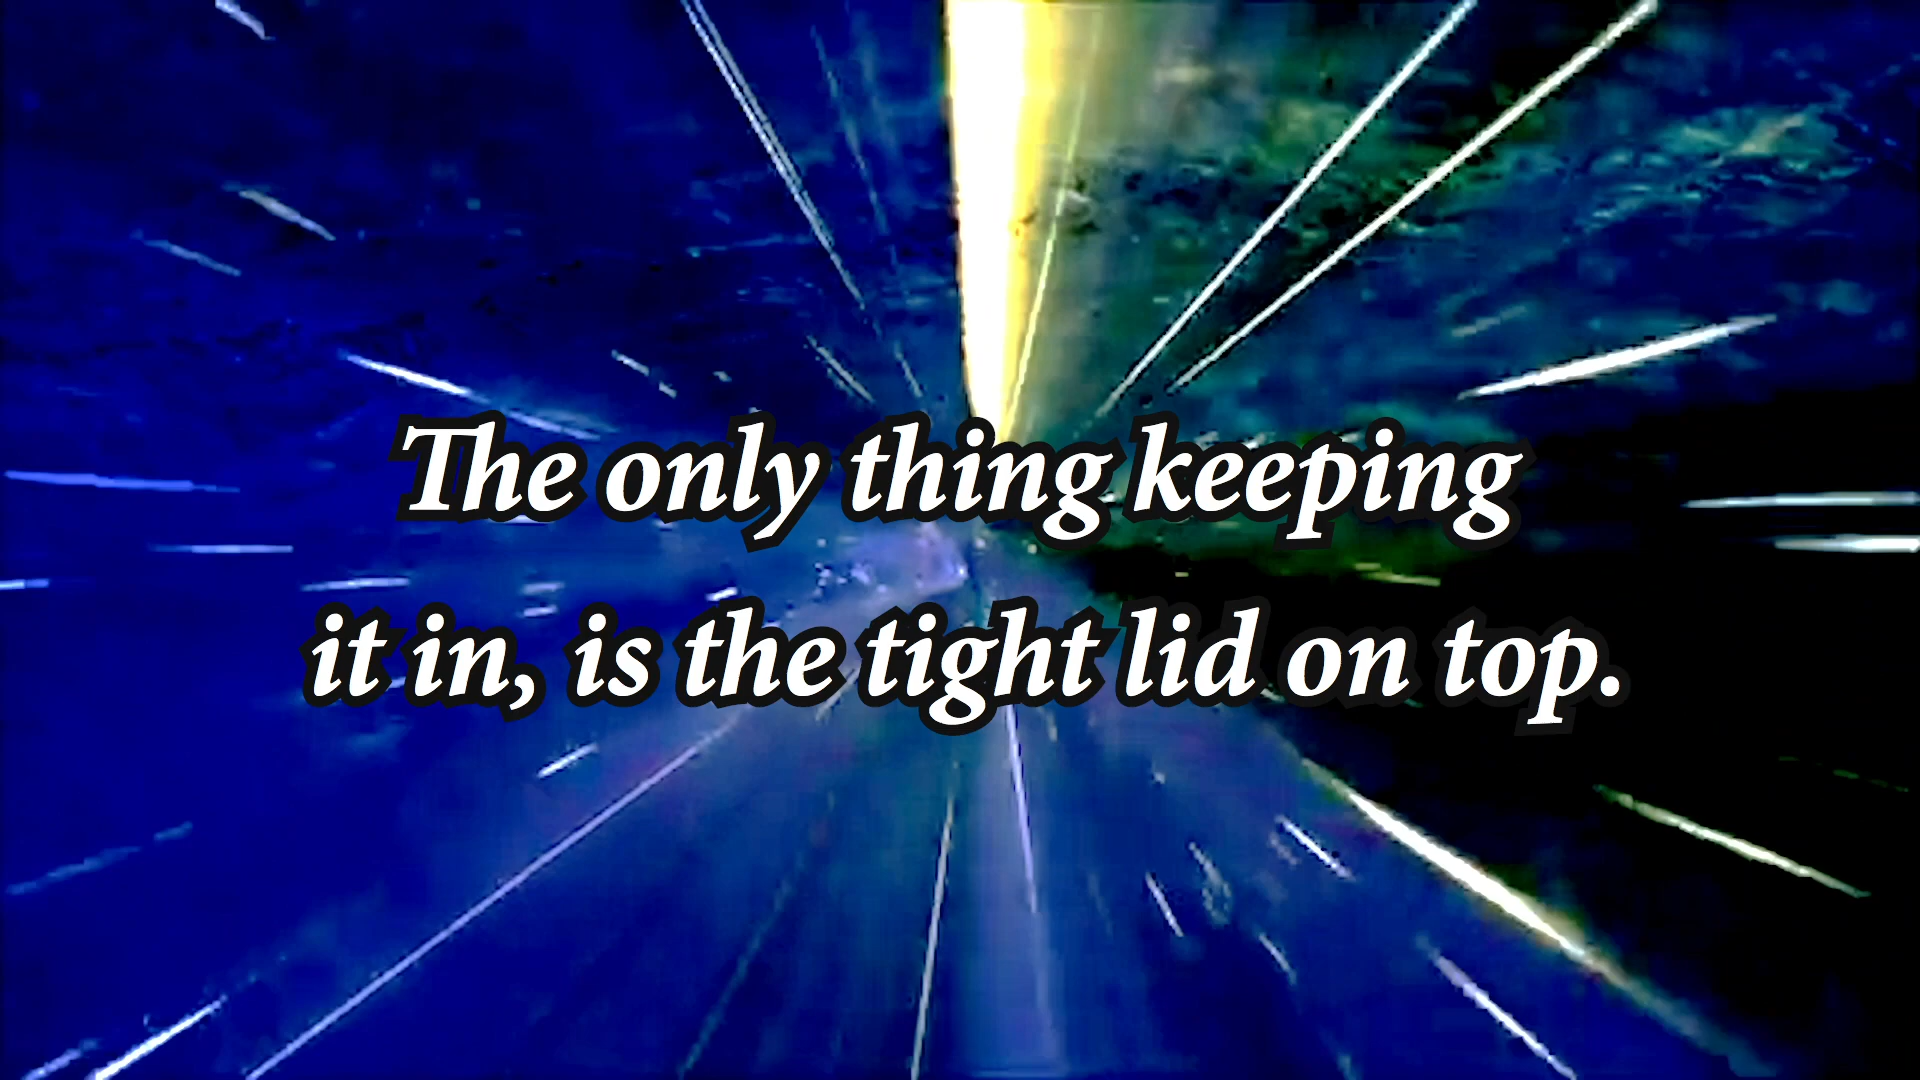 The only thing keeping
it in, is the tight lid on top.